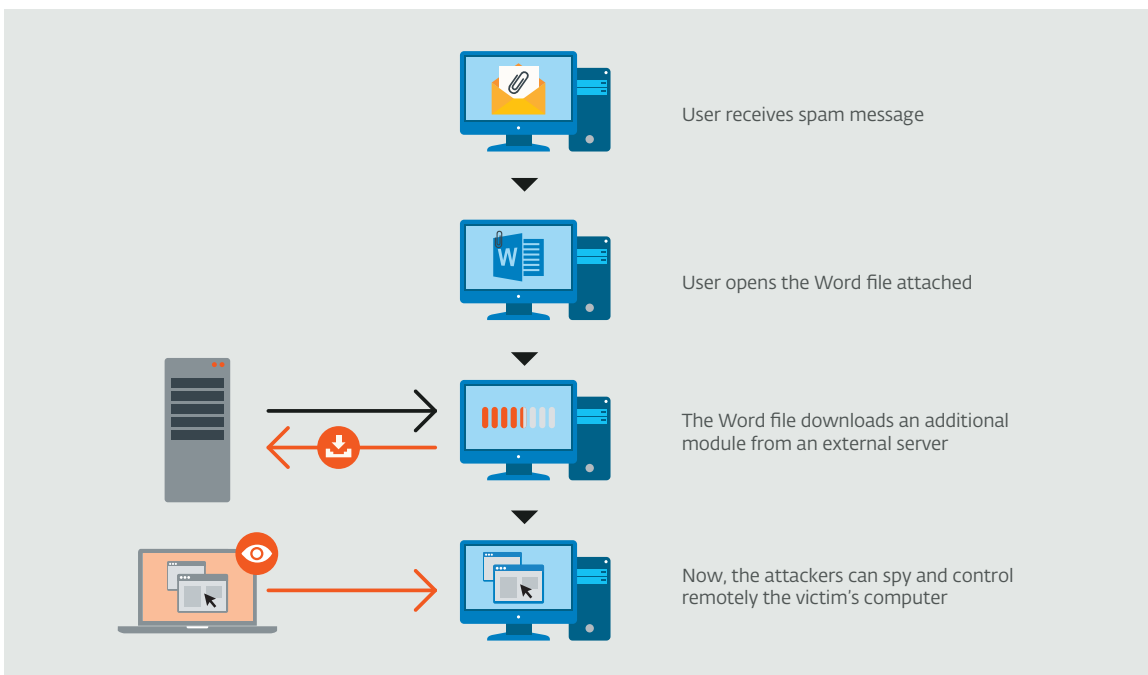 User receives spam message
W
User opens the Word file attached
The Word file downloads an additional
module from an external server
Now, the attackers can spy and control
remotely the victim’s computer